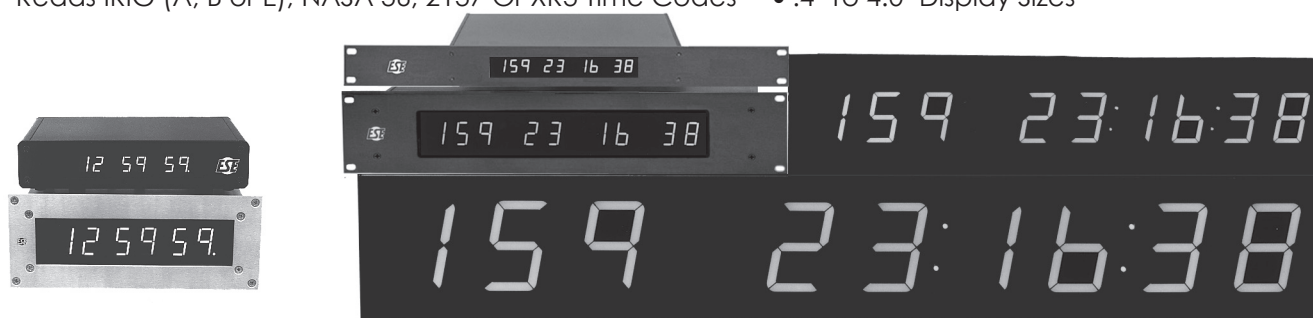 Reads IRIG (A, B or E), NASA 36, 2137 or XR3 Time Codes • .4" To 4.0" Display Sizes
ESE 159 23 16 38
ESE 159 23 16 38
159 23:16:38
12 59 59. ESE
ESE 12 59 59.
159 23:16:38